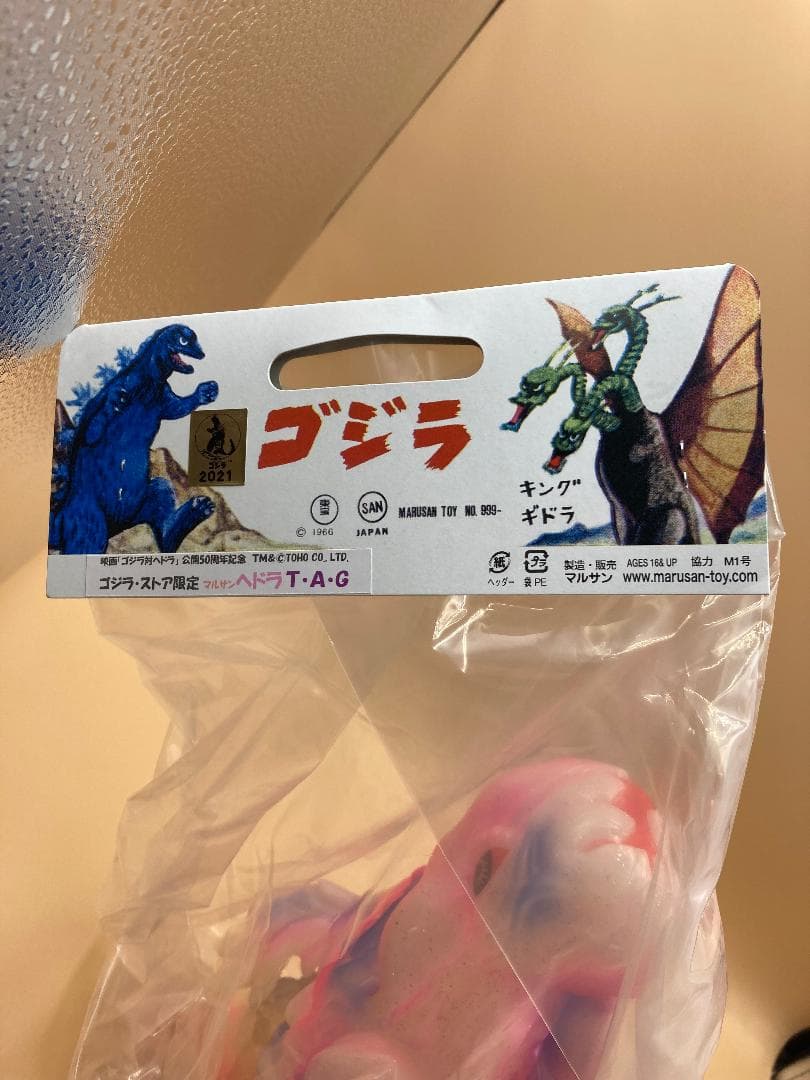 ゴジラ
ゴジラ
2021
キング
ギドラ
東宝
SAN
MARUSAN TOY NO. 999-
© 1966
JAPAN
映画「ゴジラ対ヘドラ」公開50周年記念 TM&©TOHO CO., LTD.
ゴジラ・ストア限定 マルサンヘドラ T・A・G
紙
ヘッダー
プラ
袋 PE
製造・販売
マルサン
AGES 16& UP 協力 M1号
www.marusan-toy.com